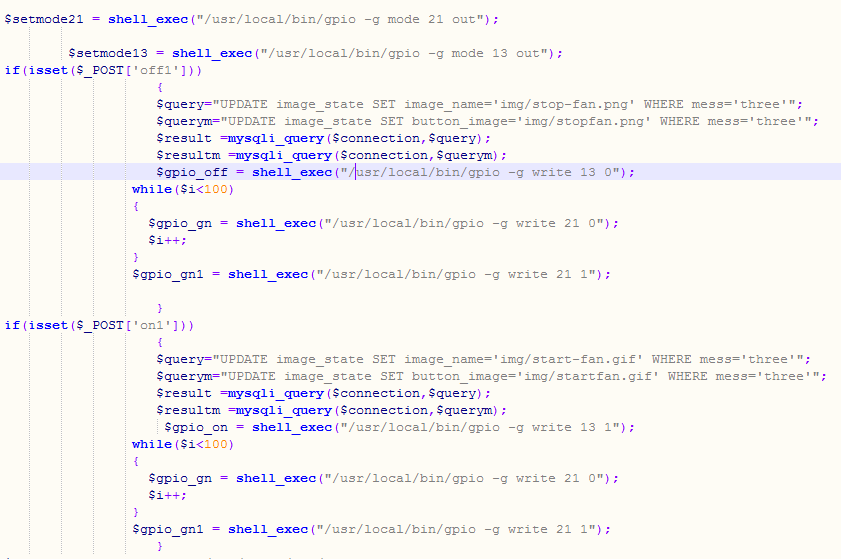 $setmode21 = shell_exec("/usr/local/bin/gpio -g mode 21 out");
$setmode13 = shell_exec("/usr/local/bin/gpio -g mode 13 out");
if(isset($_POST['off1']))
{
$query="UPDATE image_state SET image_name='img/stop-fan.png' WHERE mess='three'";
$querym="UPDATE image_state SET button_image='img/stopfan.png' WHERE mess='three'";
$result =mysqli_query($connection,$query);
$resultm =mysqli_query($connection,$querym);
$gpio_off = shell_exec("/usr/local/bin/gpio -g write 13 0");
while($i<100)
{
$gpio_gn = shell_exec("/usr/local/bin/gpio -g write 21 0");
$i++;
}
$gpio_gn1 = shell_exec("/usr/local/bin/gpio -g write 21 1");
}
if(isset($_POST['on1']))
{
$query="UPDATE image_state SET image_name='img/start-fan.gif' WHERE mess='three'";
$querym="UPDATE image_state SET button_image='img/startfan.gif' WHERE mess='three'";
$result =mysqli_query($connection,$query);
$resultm =mysqli_query($connection,$querym);
$gpio_on = shell_exec("/usr/local/bin/gpio -g write 13 1");
while($i<100)
{
$gpio_gn = shell_exec("/usr/local/bin/gpio -g write 21 0");
$i++;
}
$gpio_gn1 = shell_exec("/usr/local/bin/gpio -g write 21 1");
}